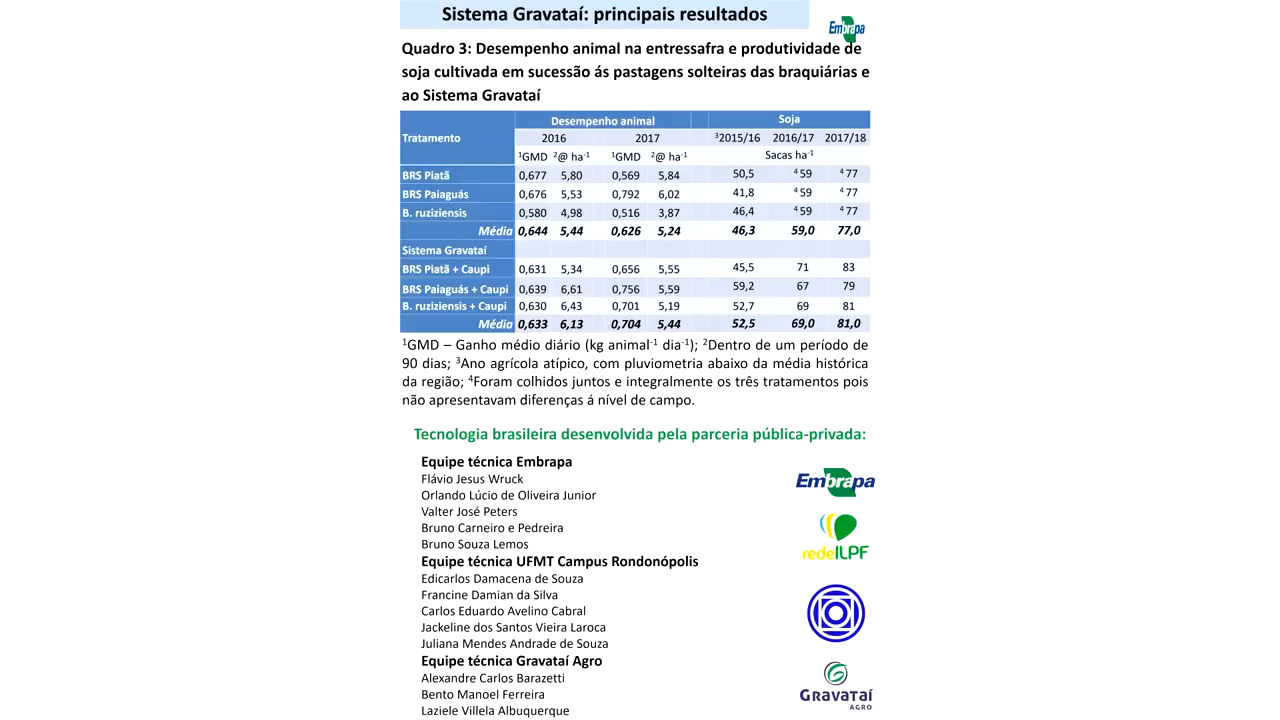 Sistema Gravataí: principais resultados
Embrapa
Quadro 3: Desempenho animal na entressafra e produtividade de
soja cultivada em sucessão ás pastagens solteiras das braquiárias e
ao Sistema Gravataí
Desempenho animal Soja
Tratamento 2016 2017 ³2015/16 2016/17 2017/18
¹GMD ²@ ha⁻¹ ¹GMD ²@ ha⁻¹ Sacas ha⁻¹
BRS Piatã 0,677 5,80 0,569 5,84 50,5 ⁴ 59 ⁴ 77
BRS Paiaguás 0,676 5,53 0,792 6,02 41,8 ⁴ 59 ⁴ 77
B. ruziziensis 0,580 4,98 0,516 3,87 46,4 ⁴ 59 ⁴ 77
Média 0,644 5,44 0,626 5,24 46,3 59,0 77,0
Sistema Gravataí
BRS Piatã + Caupi 0,631 5,34 0,656 5,55 45,5 71 83
BRS Paiaguás + Caupi 0,639 6,61 0,756 5,59 59,2 67 79
B. ruziziensis + Caupi 0,630 6,43 0,701 5,19 52,7 69 81
Média 0,633 6,13 0,704 5,44 52,5 69,0 81,0
¹GMD – Ganho médio diário (kg animal⁻¹ dia⁻¹); ²Dentro de um período de
90 dias; ³Ano agrícola atípico, com pluviometria abaixo da média histórica
da região; ⁴Foram colhidos juntos e integralmente os três tratamentos pois
não apresentavam diferenças á nível de campo.
Tecnologia brasileira desenvolvida pela parceria pública-privada:
Equipe técnica Embrapa
Flávio Jesus Wruck
Orlando Lúcio de Oliveira Junior
Valter José Peters
Bruno Carneiro e Pedreira
Bruno Souza Lemos
Equipe técnica UFMT Campus Rondonópolis
Edicarlos Damacena de Souza
Francine Damian da Silva
Carlos Eduardo Avelino Cabral
Jackeline dos Santos Vieira Laroca
Juliana Mendes Andrade de Souza
Equipe técnica Gravataí Agro
Alexandre Carlos Barazetti
Bento Manoel Ferreira
Laziele Villela Albuquerque
Embrapa
redeILPF
Gravataí
AGRO